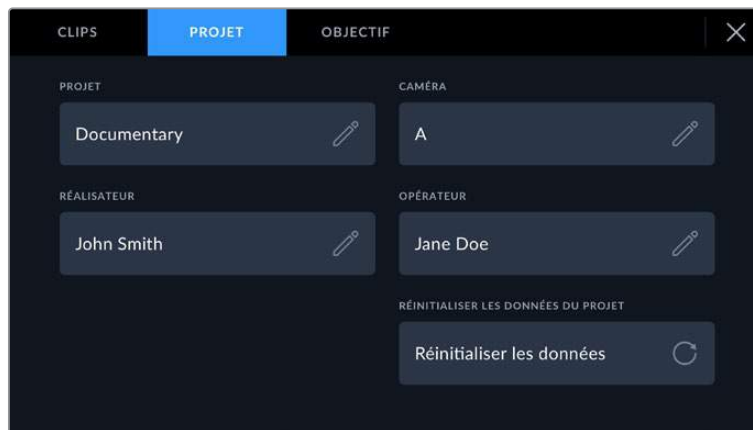 CLIPS PROJET OBJECTIF
PROJET
Documentary
CAMÉRA
A
RÉALISATEUR
John Smith
OPÉRATEUR
Jane Doe
RÉINITIALISER LES DONNÉES DU PROJET
Réinitialiser les données